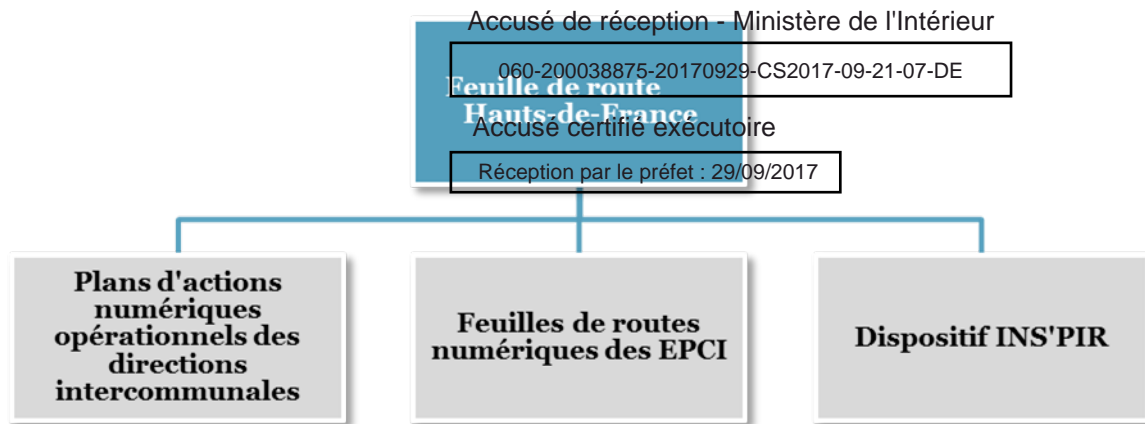 Accusé de réception - Ministère de l'Intérieur
060-200038875-20170929-CS2017-09-21-07-DE
Feuille de route
Hauts-de-France
Accusé certifié exécutoire
Réception par le préfet : 29/09/2017
Plans d'actions
numériques
opérationnels des
directions
intercommunales
Feuilles de routes
numériques des EPCI
Dispositif INS'PIR